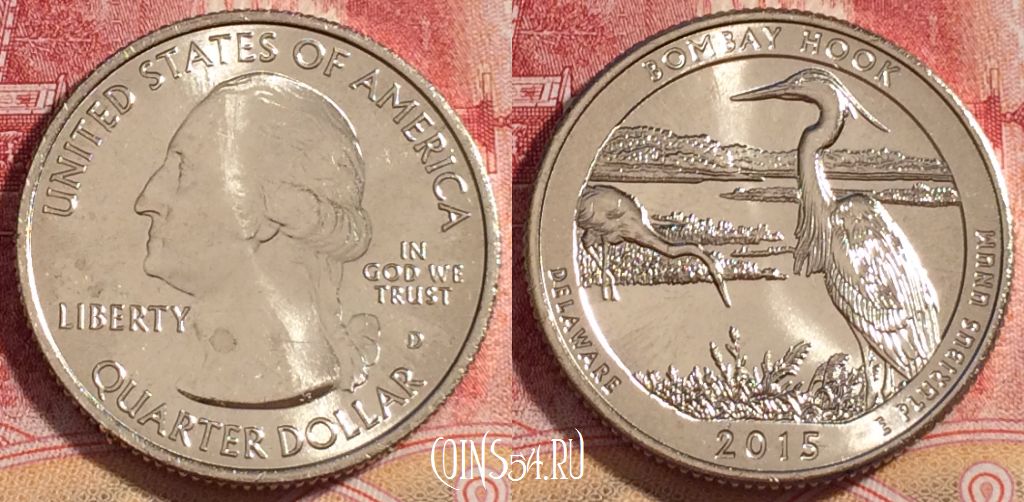 UNITED STATES OF AMERICA
IN
GOD WE
TRUST
LIBERTY
D
QUARTER DOLLAR
BOMBAY HOOK
DELAWARE
2015
E PLURIBUS UNUM
COINS54.RU